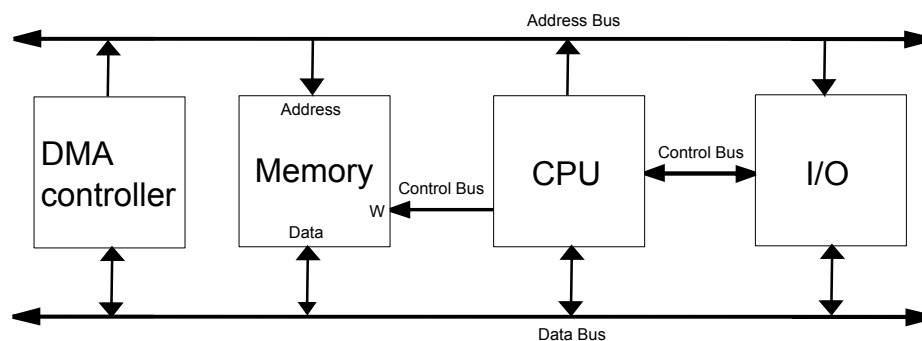 Address Bus
DMA
controller
Address
Memory
Data
W
Control Bus
CPU
Control Bus
I/O
Data Bus